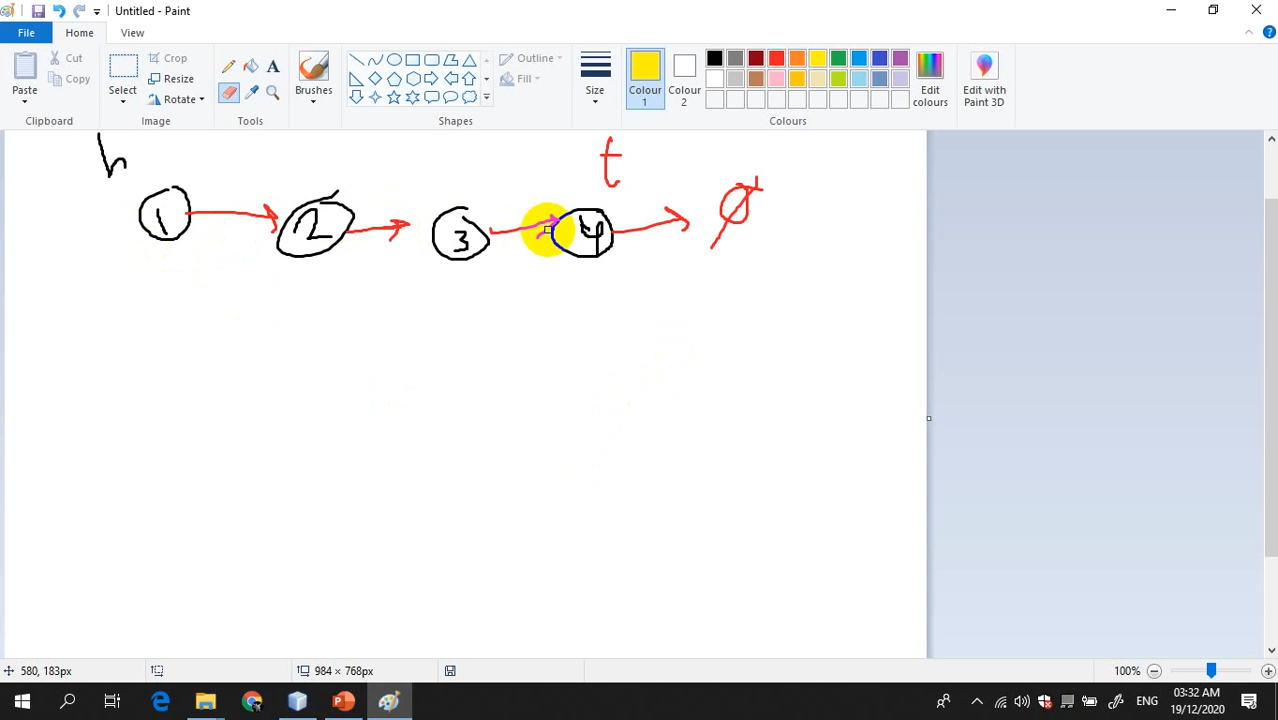 Untitled - Paint
File Home View
Paste
Cut
Copy
Clipboard
Select
Crop
Resize
Rotate
Image
A
Tools
Brushes
Outline
Fill
Shapes
Size
Colour 1
Colour 2
Edit colours
Edit with Paint 3D
Colours
h
t
1 2 3 4 ∅
580, 183px
984 × 768px
100%
ENG
03:32 AM
19/12/2020